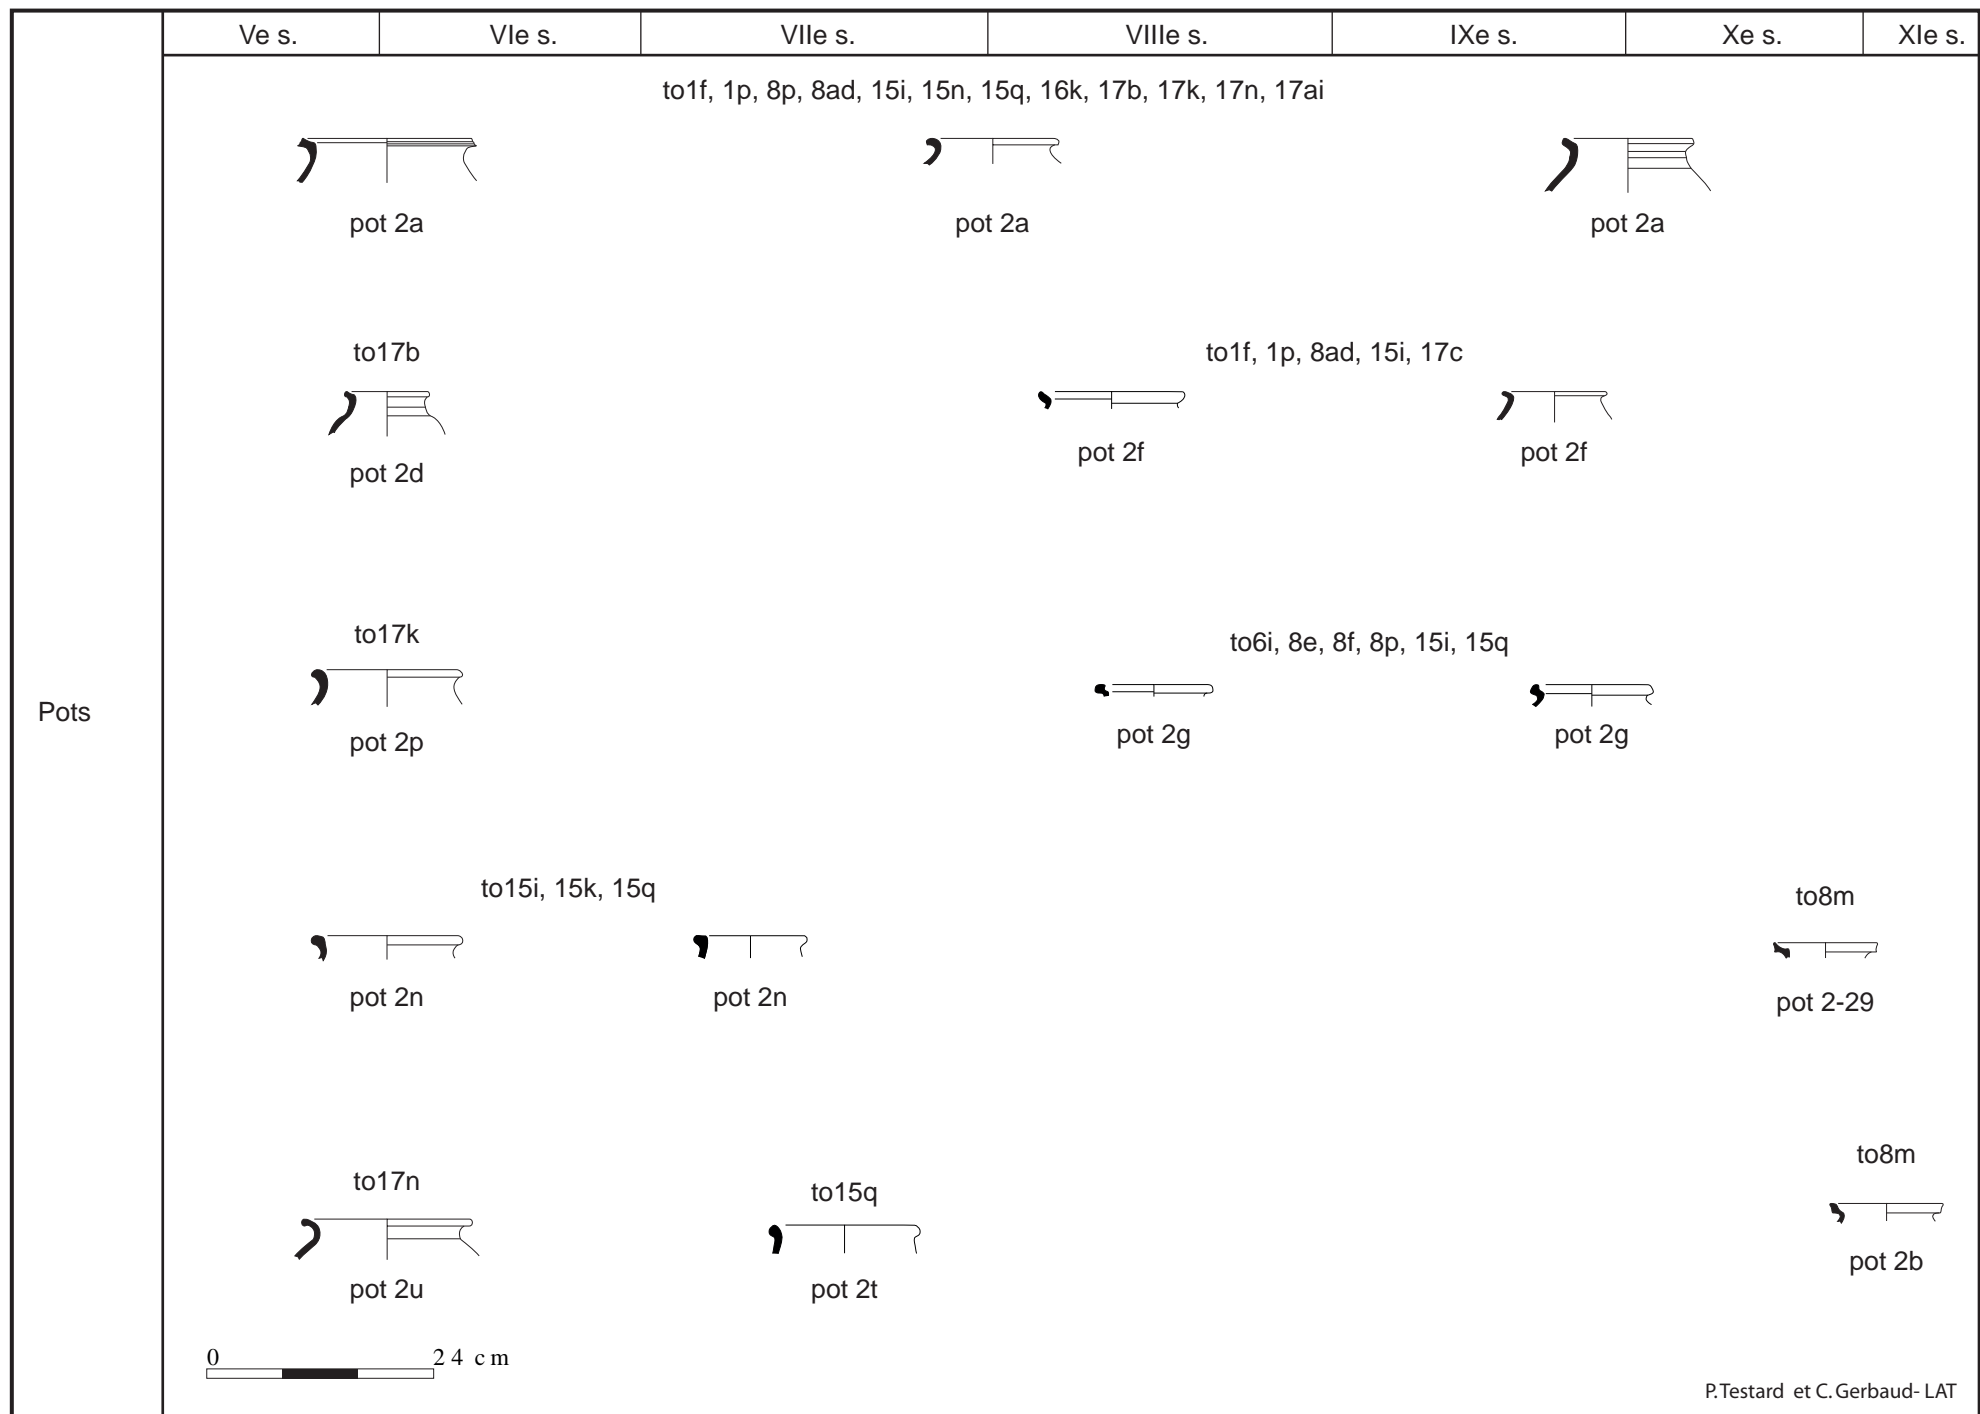 Ve s. VIe s. VIIe s. VIIIe s. IXe s. Xe s. XIe s.
to1f, 1p, 8p, 8ad, 15i, 15n, 15q, 16k, 17b, 17k, 17n, 17ai
pot 2a pot 2a pot 2a
to17b to1f, 1p, 8ad, 15i, 17c
pot 2d pot 2f pot 2f
to17k to6i, 8e, 8f, 8p, 15i, 15q
Pots
pot 2p pot 2g pot 2g
to15i, 15k, 15q to8m
pot 2n pot 2n pot 2-29
to17n to15q to8m
pot 2u pot 2t pot 2b
0 24 cm
P. Testard et C. Gerbaud- LAT